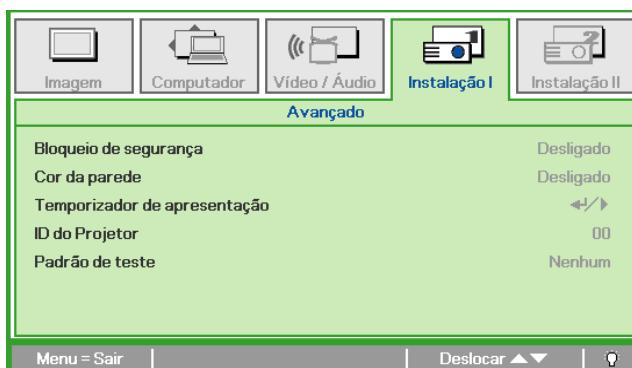 Imagem
Computador
Vídeo / Áudio
Instalação I
Instalação II
Avançado
Bloqueio de segurança Desligado
Cor da parede Desligado
Temporizador de apresentação
ID do Projetor 00
Padrão de teste Nenhum
Menu = Sair Deslocar ▲▼